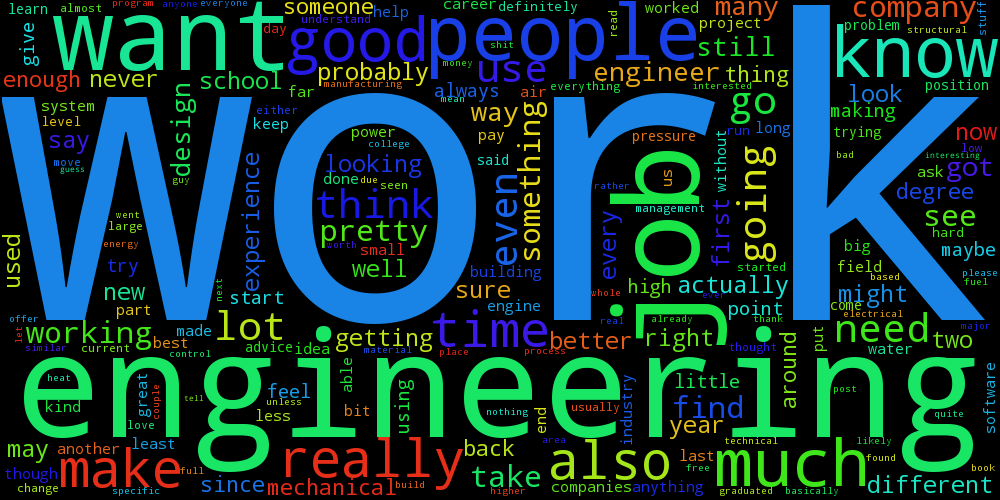 learn almost program anyone everyone someone career definitely many company stuff
give want understand help worked read project know
day good people shit still problem structural
enough never school probably manufacturing money use engineer thing
far always mean air everything interested look position
system design either keep power college way pay something go run long making trying now
level say looking said even pressure without bad low interesting
move guess guy experience done due seen think us job rather management first going ask got degree
work
went large pretty small worth well every see hard
used energy try building started big field maybe
new next start sure engine whole high actually based please fuel
part point come might electrical
offer let working made lot getting time real already ever thank need two major
similar current best control advice idea material place process better right thought around put water
engineering
heat kind great couple tell feel able using little industry find post software
love unless less bit nothing end usually year quite
may another least back area technical likely
though make full really also last free much found book
change specific since mechanical build take higher companies anything graduated basically different